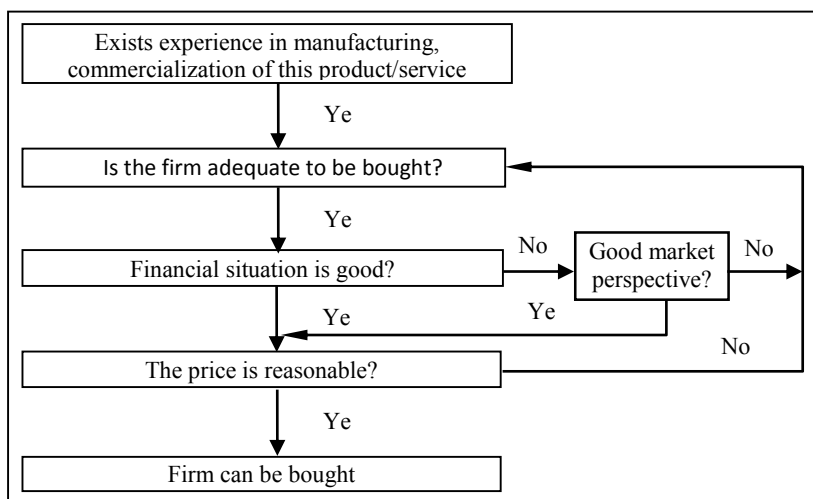 Exists experience in manufacturing,
commercialization of this product/service
Ye
Is the firm adequate to be bought?
Ye
Financial situation is good?
No
Good market
perspective?
No
Ye
Ye
The price is reasonable?
No
Ye
Firm can be bought